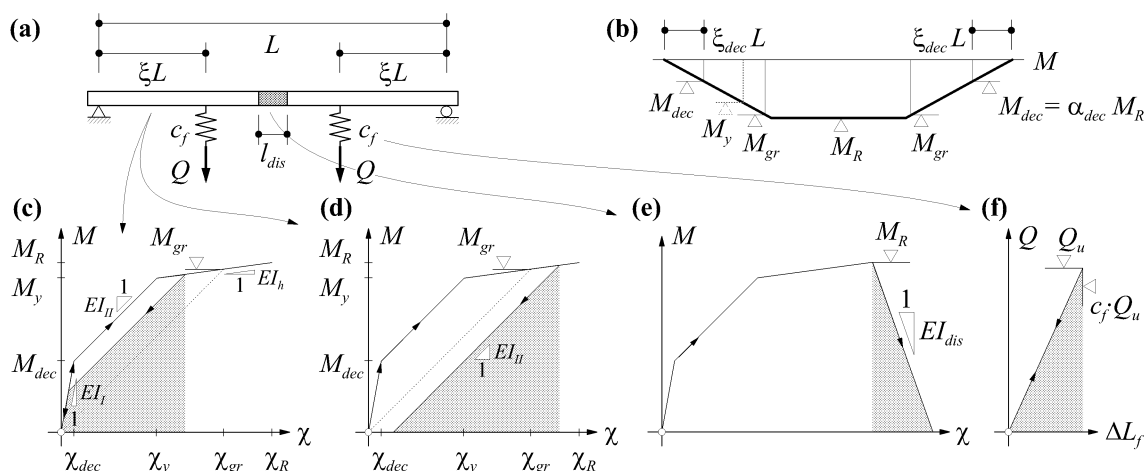 (a)
L
ξL
ξL
c_f
c_f
l_dis
Q
Q
(b)
ξ_dec L
ξ_dec L
M
M_dec
M_y
M_gr
M_R
M_gr
M_dec = α_dec M_R
(c)
M
M_gr
M_R
M_y
M_dec
1
EI_II
1
EI_h
EI_I
1
χ
χ_dec
χ_y
χ_gr
χ_R
(d)
M
M_gr
M_R
M_y
M_dec
EI_II
1
χ
χ_dec
χ_y
χ_gr
χ_R
(e)
M
M_R
1
EI_dis
χ
(f)
Q
Q_u
c_f·Q_u
ΔL_f